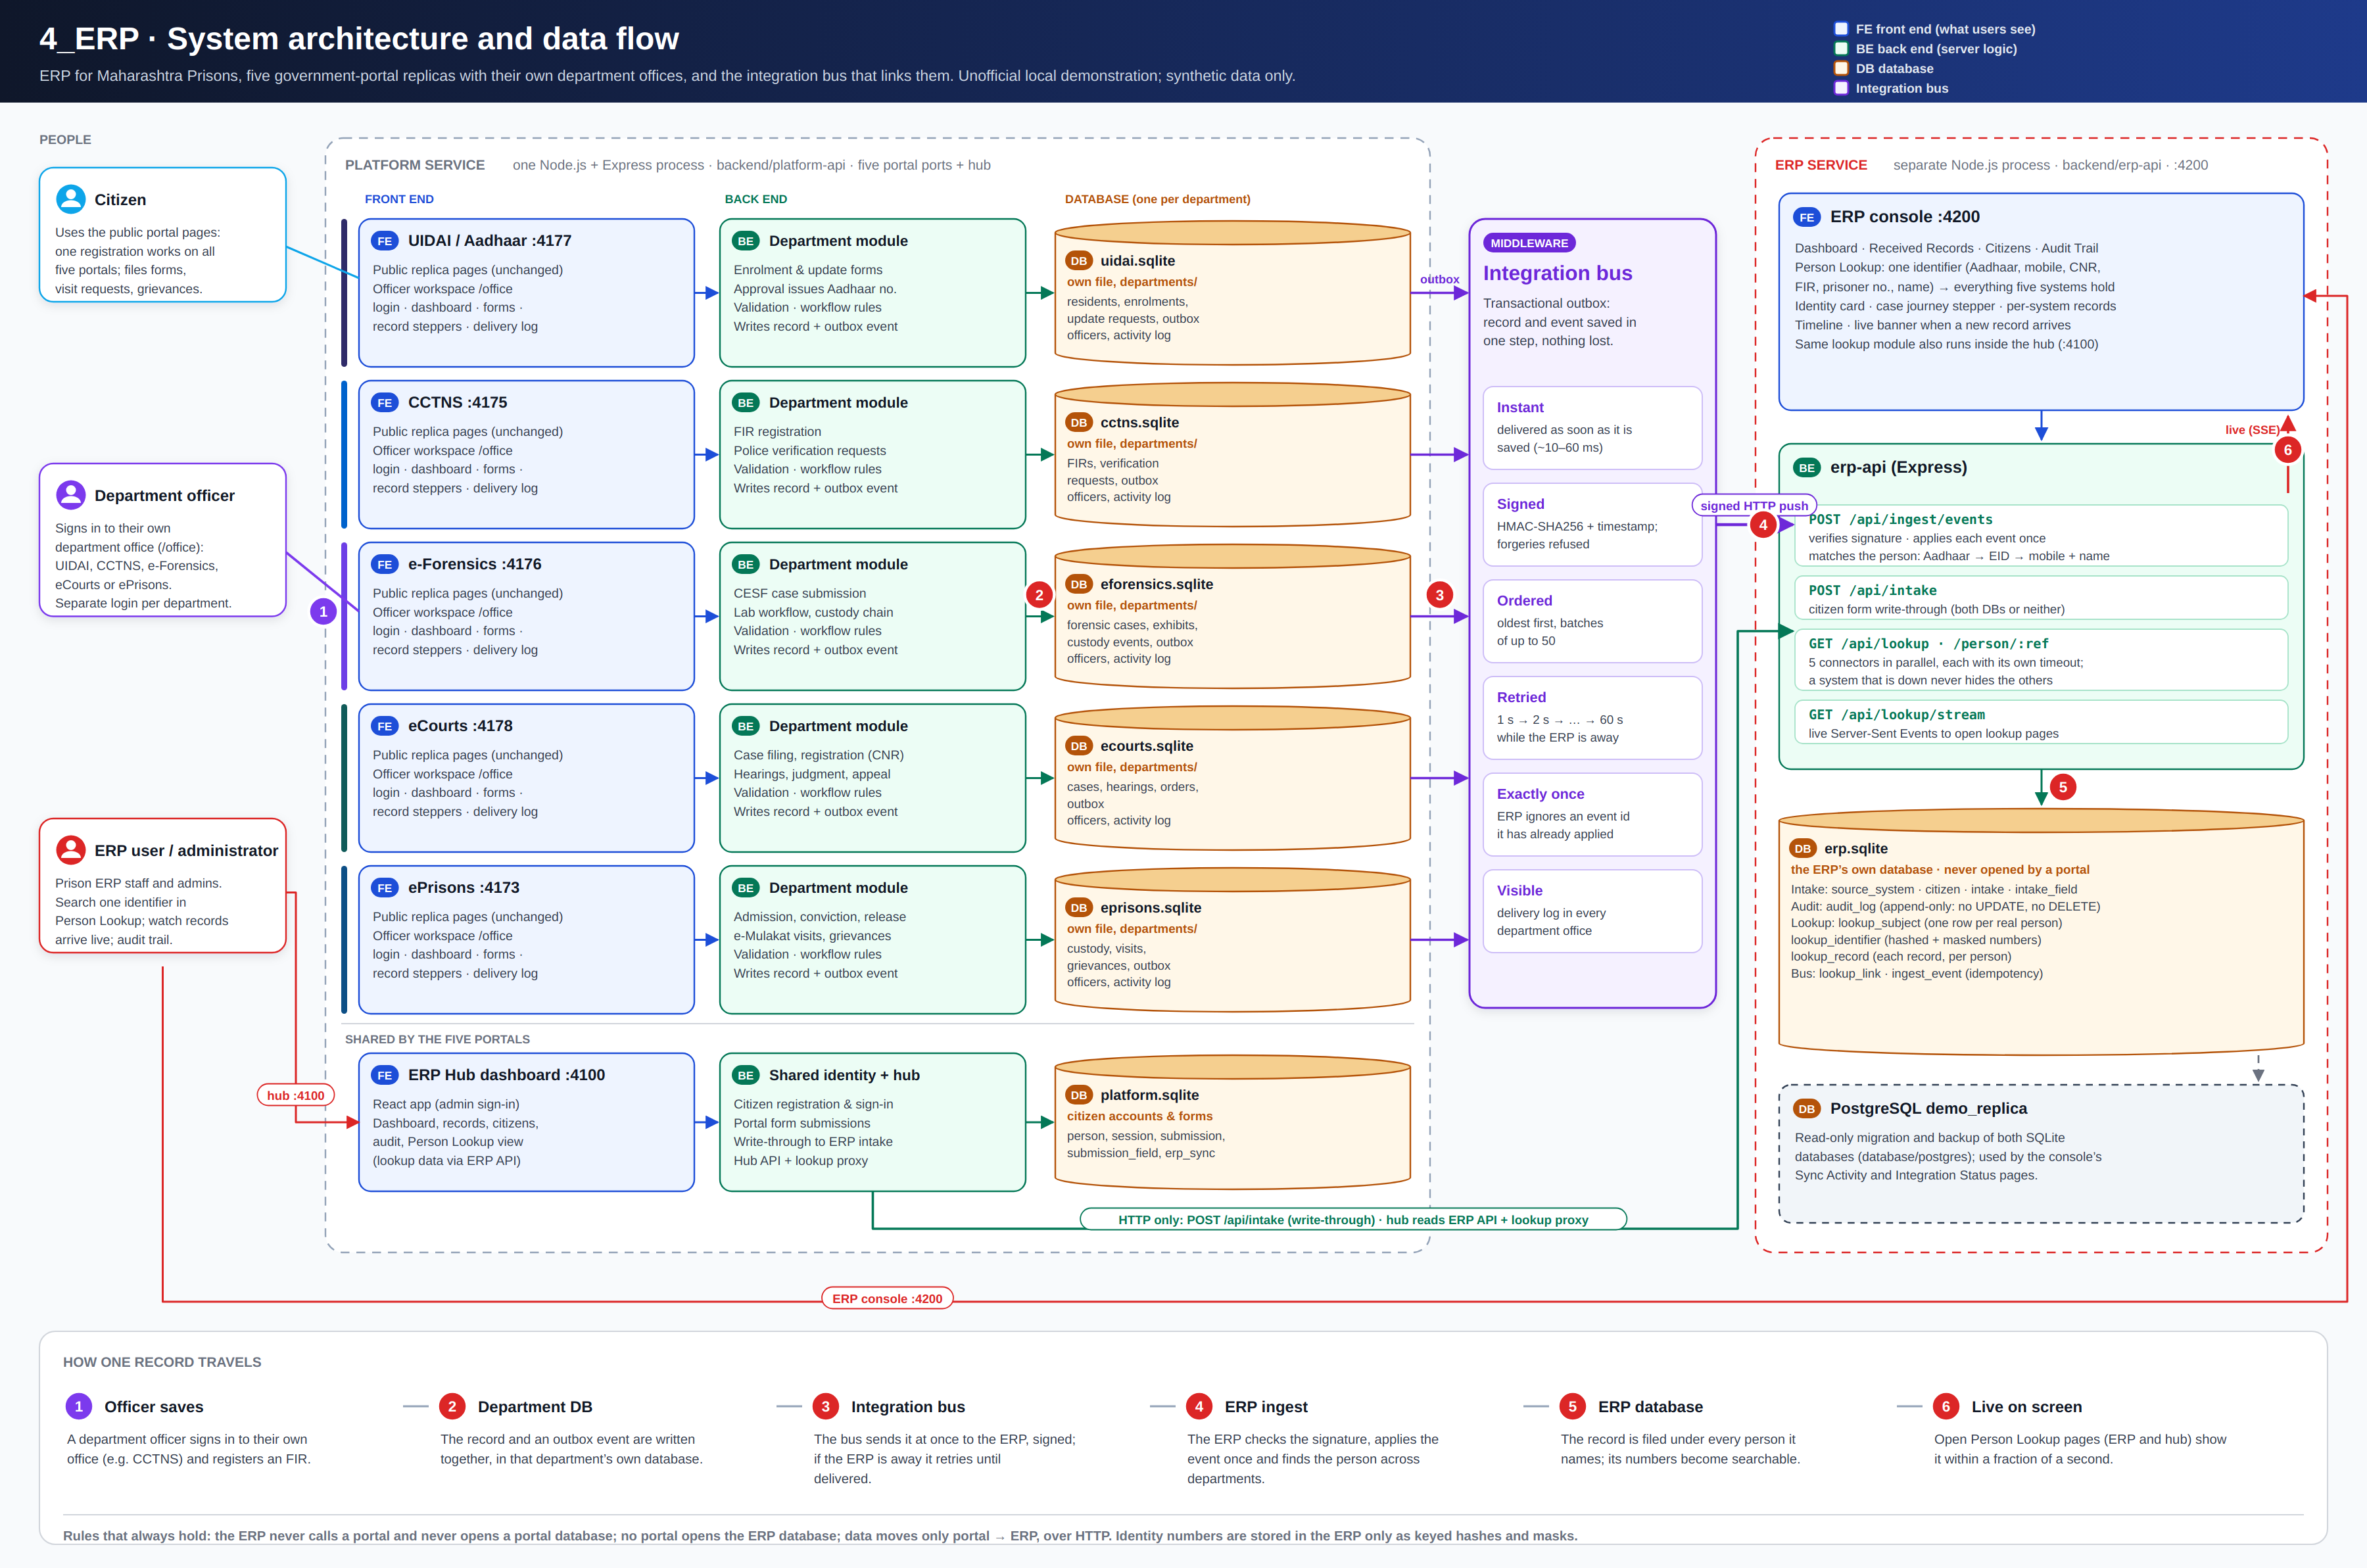 4_ERP · System architecture and data flow
ERP for Maharashtra Prisons, five government-portal replicas with their own department offices, and the integration bus that links them. Unofficial local demonstration; synthetic data only.
FE front end (what users see)
BE back end (server logic)
DB database
Integration bus
PEOPLE
Citizen
Uses the public portal pages:
one registration works on all
five portals; files forms,
visit requests, grievances.
Department officer
Signs in to their own
department office (/office):
UIDAI, CCTNS, e-Forensics,
eCourts or ePrisons.
Separate login per department.
1
ERP user / administrator
Prison ERP staff and admins.
Search one identifier in
Person Lookup; watch records
arrive live; audit trail.
hub :4100
PLATFORM SERVICE one Node.js + Express process · backend/platform-api · five portal ports + hub
FRONT END
BACK END
DATABASE (one per department)
FE UIDAI / Aadhaar :4177
Public replica pages (unchanged)
Officer workspace /office
login · dashboard · forms ·
record steppers · delivery log
BE Department module
Enrolment & update forms
Approval issues Aadhaar no.
Validation · workflow rules
Writes record + outbox event
DB uidai.sqlite
own file, departments/
residents, enrolments,
update requests, outbox
officers, activity log
outbox
FE CCTNS :4175
Public replica pages (unchanged)
Officer workspace /office
login · dashboard · forms ·
record steppers · delivery log
BE Department module
FIR registration
Police verification requests
Validation · workflow rules
Writes record + outbox event
DB cctns.sqlite
own file, departments/
FIRs, verification
requests, outbox
officers, activity log
FE e-Forensics :4176
Public replica pages (unchanged)
Officer workspace /office
login · dashboard · forms ·
record steppers · delivery log
BE Department module
CESF case submission
Lab workflow, custody chain
Validation · workflow rules
Writes record + outbox event
2
DB eforensics.sqlite
own file, departments/
forensic cases, exhibits,
custody events, outbox
officers, activity log
3
FE eCourts :4178
Public replica pages (unchanged)
Officer workspace /office
login · dashboard · forms ·
record steppers · delivery log
BE Department module
Case filing, registration (CNR)
Hearings, judgment, appeal
Validation · workflow rules
Writes record + outbox event
DB ecourts.sqlite
own file, departments/
cases, hearings, orders,
outbox
officers, activity log
FE ePrisons :4173
Public replica pages (unchanged)
Officer workspace /office
login · dashboard · forms ·
record steppers · delivery log
BE Department module
Admission, conviction, release
e-Mulakat visits, grievances
Validation · workflow rules
Writes record + outbox event
DB eprisons.sqlite
own file, departments/
custody, visits,
grievances, outbox
officers, activity log
SHARED BY THE FIVE PORTALS
FE ERP Hub dashboard :4100
React app (admin sign-in)
Dashboard, records, citizens,
audit, Person Lookup view
(lookup data via ERP API)
BE Shared identity + hub
Citizen registration & sign-in
Portal form submissions
Write-through to ERP intake
Hub API + lookup proxy
DB platform.sqlite
citizen accounts & forms
person, session, submission,
submission_field, erp_sync
HTTP only: POST /api/intake (write-through) · hub reads ERP API + lookup proxy
ERP console :4200
MIDDLEWARE
Integration bus
Transactional outbox:
record and event saved in
one step, nothing lost.
Instant
delivered as soon as it is
saved (~10–60 ms)
Signed
HMAC-SHA256 + timestamp;
forgeries refused
Ordered
oldest first, batches
of up to 50
Retried
1 s → 2 s → … → 60 s
while the ERP is away
Exactly once
ERP ignores an event id
it has already applied
Visible
delivery log in every
department office
signed HTTP push
4
ERP SERVICE separate Node.js process · backend/erp-api · :4200
FE ERP console :4200
Dashboard · Received Records · Citizens · Audit Trail
Person Lookup: one identifier (Aadhaar, mobile, CNR,
FIR, prisoner no., name) → everything five systems hold
Identity card · case journey stepper · per-system records
Timeline · live banner when a new record arrives
Same lookup module also runs inside the hub (:4100)
live (SSE)
6
BE erp-api (Express)
POST /api/ingest/events
verifies signature · applies each event once
matches the person: Aadhaar → EID → mobile + name
POST /api/intake
citizen form write-through (both DBs or neither)
GET /api/lookup · /person/:ref
5 connectors in parallel, each with its own timeout;
a system that is down never hides the others
GET /api/lookup/stream
live Server-Sent Events to open lookup pages
5
DB erp.sqlite
the ERP’s own database · never opened by a portal
Intake: source_system · citizen · intake · intake_field
Audit: audit_log (append-only: no UPDATE, no DELETE)
Lookup: lookup_subject (one row per real person)
lookup_identifier (hashed + masked numbers)
lookup_record (each record, per person)
Bus: lookup_link · ingest_event (idempotency)
DB PostgreSQL demo_replica
Read-only migration and backup of both SQLite
databases (database/postgres); used by the console’s
Sync Activity and Integration Status pages.
HOW ONE RECORD TRAVELS
1 Officer saves
A department officer signs in to their own
office (e.g. CCTNS) and registers an FIR.
2 Department DB
The record and an outbox event are written
together, in that department’s own database.
3 Integration bus
The bus sends it at once to the ERP, signed;
if the ERP is away it retries until
delivered.
4 ERP ingest
The ERP checks the signature, applies the
event once and finds the person across
departments.
5 ERP database
The record is filed under every person it
names; its numbers become searchable.
6 Live on screen
Open Person Lookup pages (ERP and hub) show
it within a fraction of a second.
Rules that always hold: the ERP never calls a portal and never opens a portal database; no portal opens the ERP database; data moves only portal → ERP, over HTTP. Identity numbers are stored in the ERP only as keyed hashes and masks.